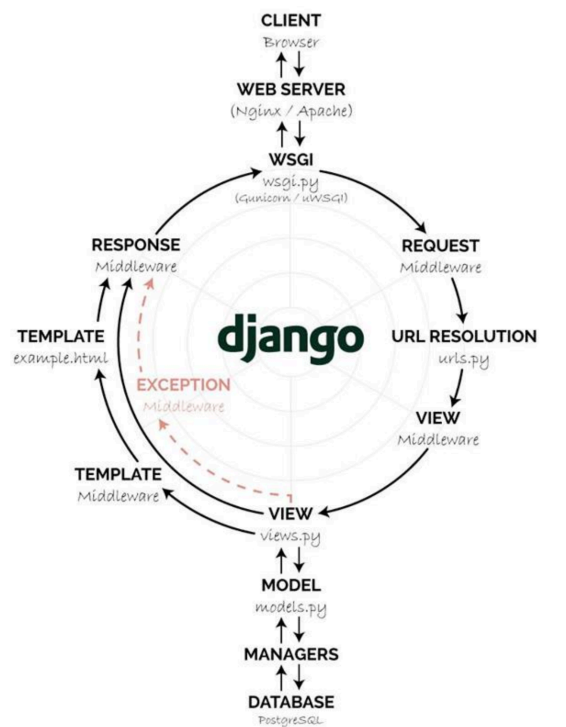 CLIENT
Browser
WEB SERVER
(Nginx / Apache)
WSGI
wsgi.py
(Gunicorn / uWSGI)
RESPONSE
Middleware
REQUEST
Middleware
TEMPLATE
example.html
django
URL RESOLUTION
urls.py
EXCEPTION
Middleware
VIEW
Middleware
TEMPLATE
Middleware
VIEW
views.py
MODEL
models.py
MANAGERS
DATABASE
PostgreSQL